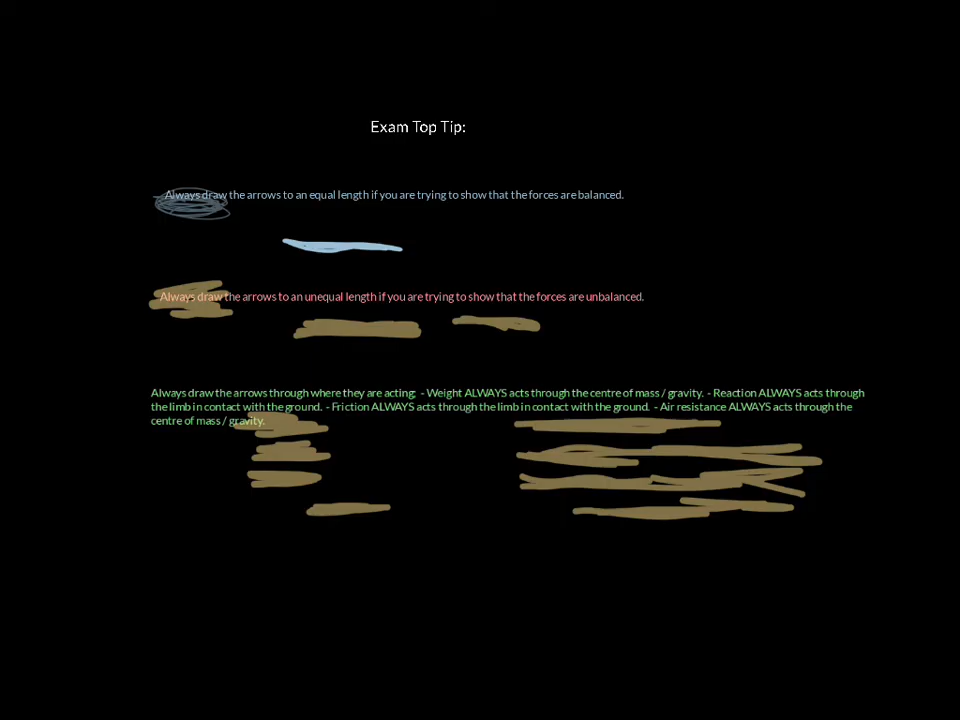 Exam Top Tip:
Always draw the arrows to an equal length if you are trying to show that the forces are balanced.
Always draw the arrows to an unequal length if you are trying to show that the forces are unbalanced.
Always draw the arrows through where they are acting; - Weight ALWAYS acts through the centre of mass / gravity. - Reaction ALWAYS acts through
the limb in contact with the ground. - Friction ALWAYS acts through the limb in contact with the ground. - Air resistance ALWAYS acts through the
centre of mass / gravity.